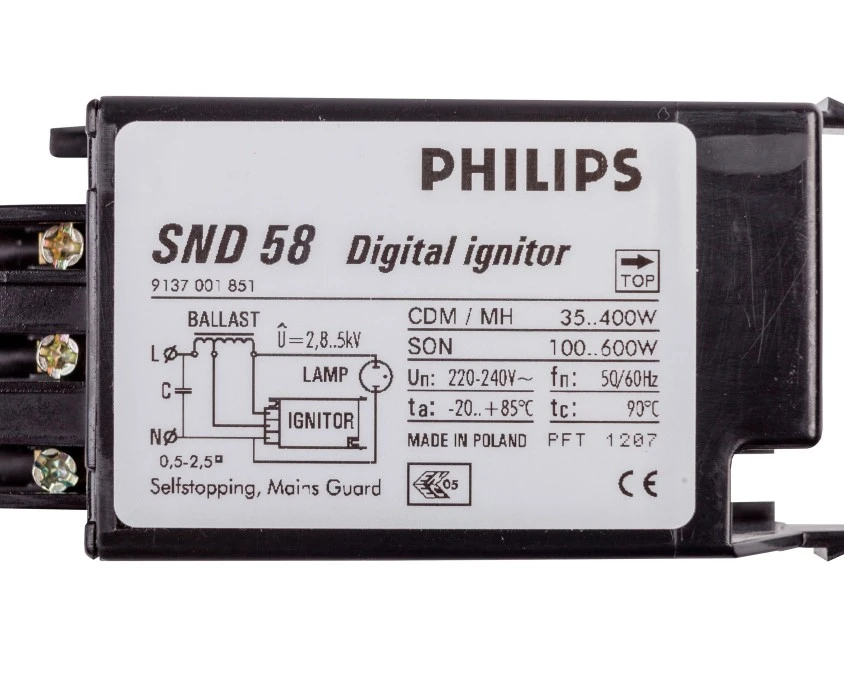 PHILIPS
SND 58 Digital ignitor
9137 001 851
TOP
BALLAST
Û=2,8..5kV
L
LAMP
C
IGNITOR
N
0,5-2,5
Selfstopping, Mains Guard
CDM / MH 35..400W
SON 100..600W
Un: 220-240V~ fn: 50/60Hz
ta: -20..+85°C tc: 90°C
MADE IN POLAND PFT 1207
05
CE